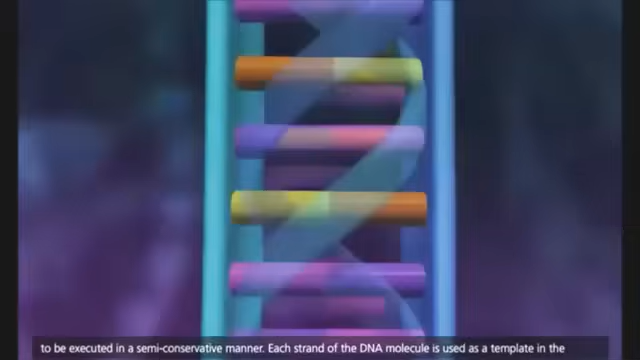 to be executed in a semi-conservative manner. Each strand of the DNA molecule is used as a template in the